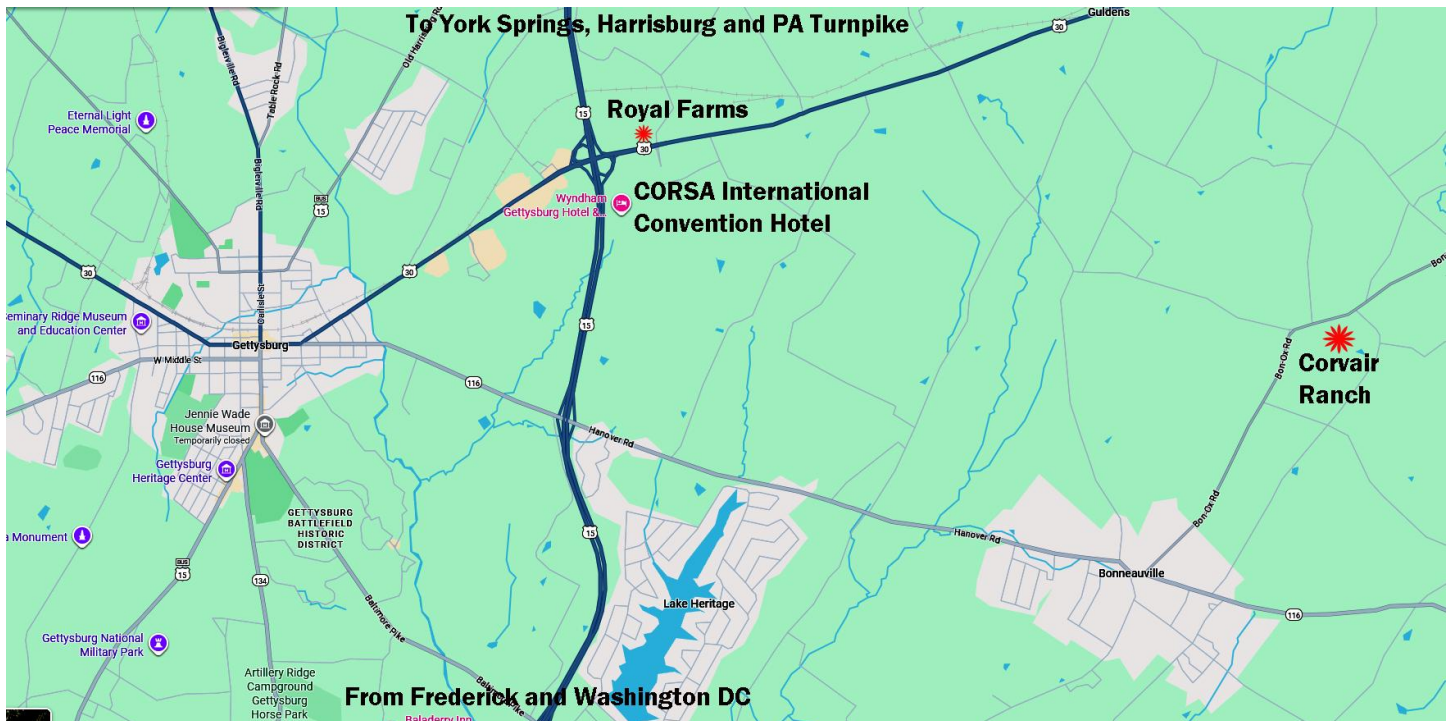 To York Springs, Harrisburg and PA Turnpike
Guldens
30
Biglerville Rd
Table Rock Rd
Old Harrisburg Rd
15
Royal Farms
Eternal Light
Peace Memorial
30
Biglerville Rd
BUS
15
Wyndham
Gettysburg Hotel &...
CORSA International
Convention Hotel
30
30
Bon-
Carlisle St
Seminary Ridge Museum
and Education Center
15
Gettysburg
W Middle St
116
116
Bon-Ox Rd
Corvair
Ranch
Jennie Wade
House Museum
Temporarily closed
Hanover Rd
Gettysburg
Heritage Center
GETTYSBURG
BATTLEFIELD
HISTORIC
DISTRICT
Bon-Ox Rd
a Monument
15
Hanover Rd
BUS
15
134
Bonneauville
Baltimore Pike
Lake Heritage
116
Gettysburg National
Military Park
Artillery Ridge
Campground
Gettysburg
Horse Park
From Frederick and Washington DC
Baltimore Pike
Baladerry Inn